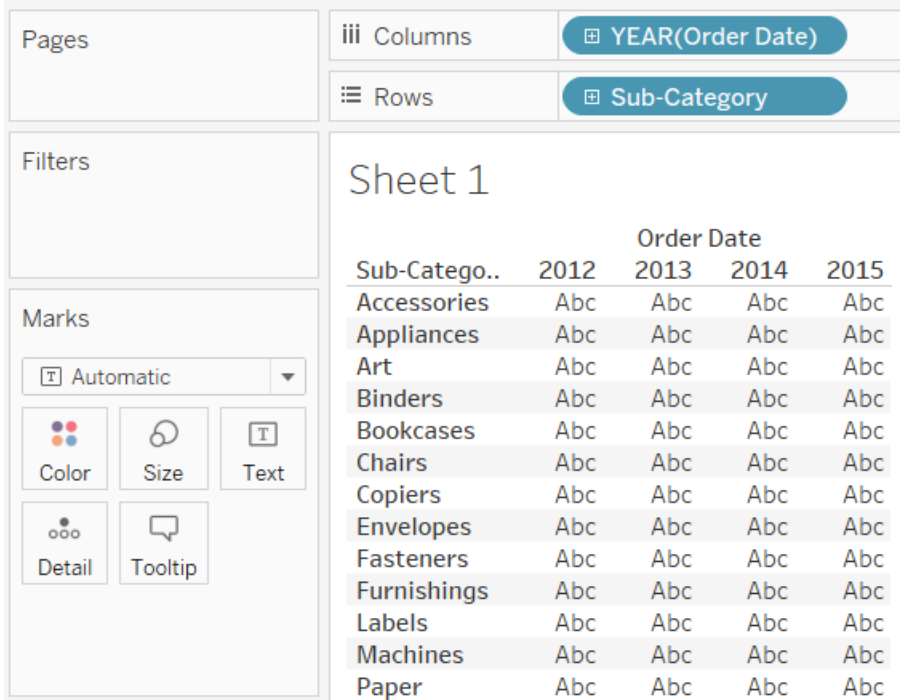 Pages
Columns
YEAR(Order Date)
Rows
Sub-Category
Filters
Marks
T Automatic
Color Size T Text
Detail Tooltip
Sheet 1
Order Date
Sub-Catego.. 2012 2013 2014 2015
Accessories Abc Abc Abc Abc
Appliances Abc Abc Abc Abc
Art Abc Abc Abc Abc
Binders Abc Abc Abc Abc
Bookcases Abc Abc Abc Abc
Chairs Abc Abc Abc Abc
Copiers Abc Abc Abc Abc
Envelopes Abc Abc Abc Abc
Fasteners Abc Abc Abc Abc
Furnishings Abc Abc Abc Abc
Labels Abc Abc Abc Abc
Machines Abc Abc Abc Abc
Paper Abc Abc Abc Abc